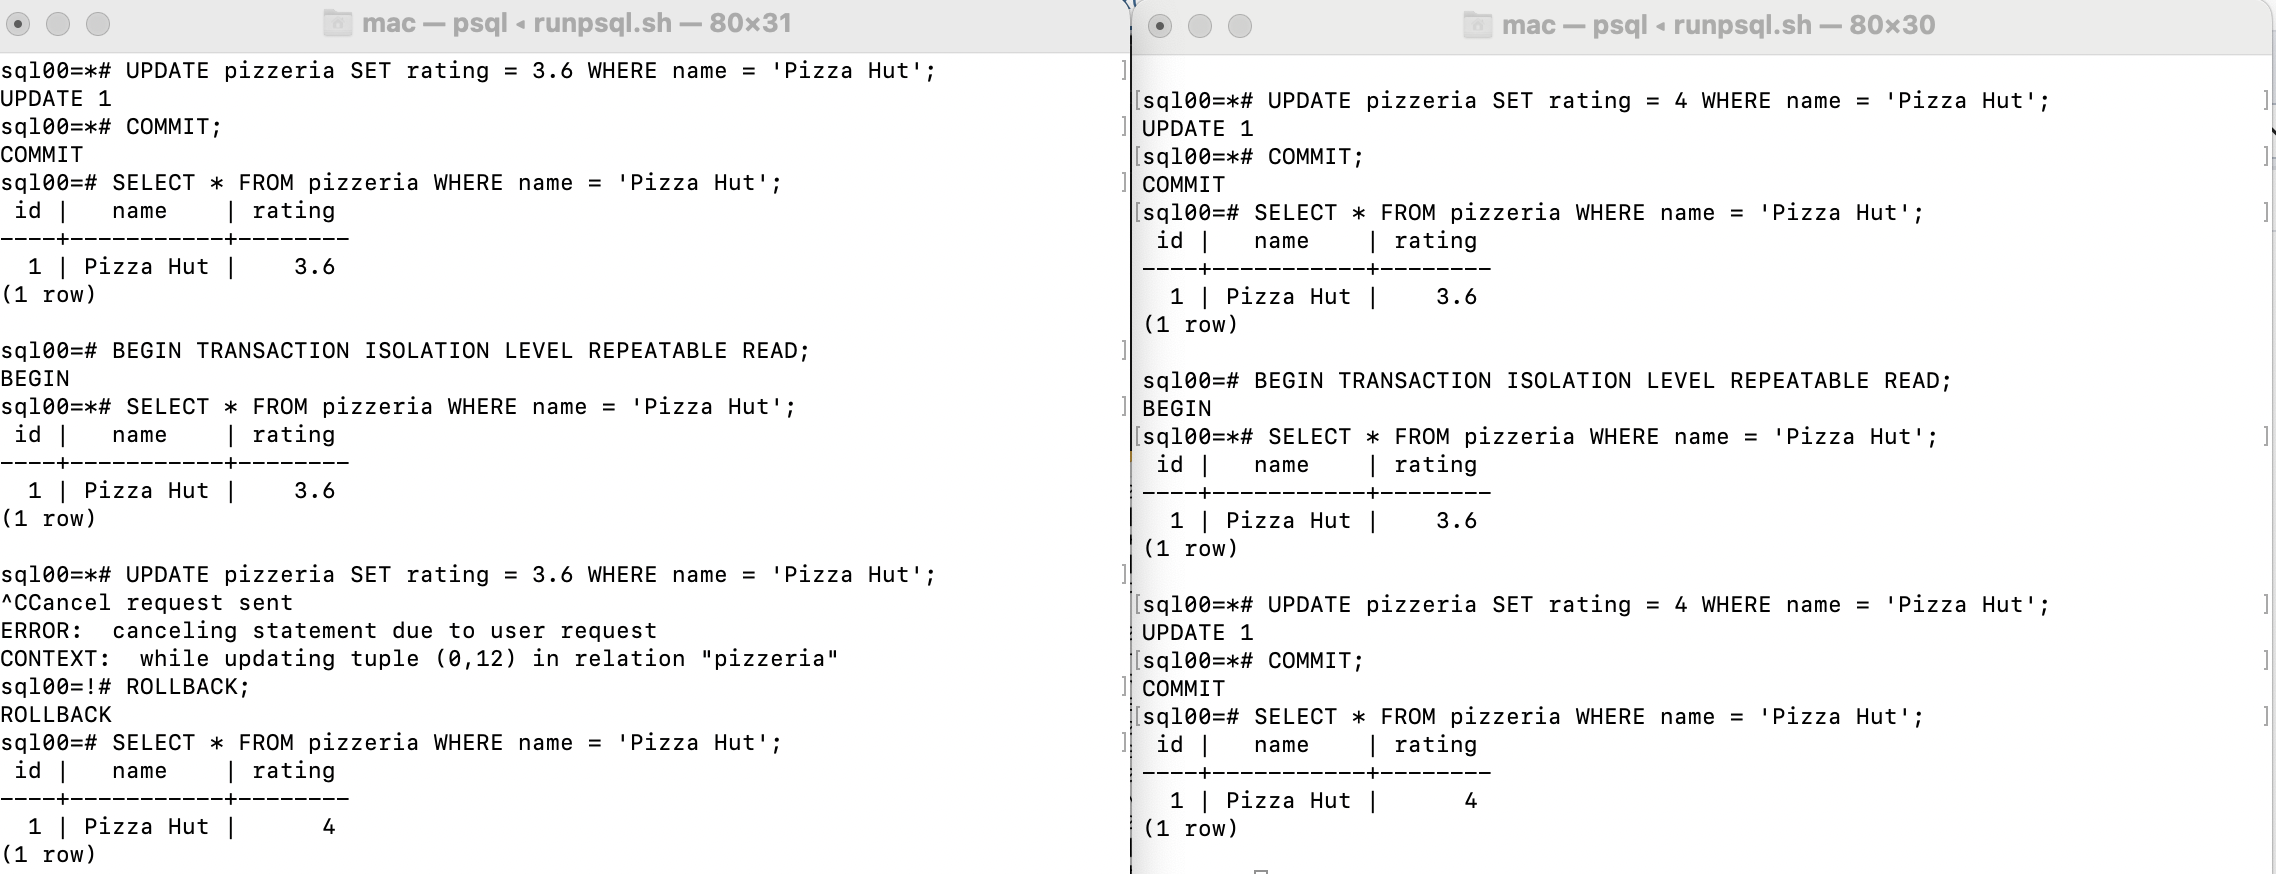 mac — psql ◂ runpsql.sh — 80×31
sql00=*# UPDATE pizzeria SET rating = 3.6 WHERE name = 'Pizza Hut';
UPDATE 1
sql00=*# COMMIT;
COMMIT
sql00=# SELECT * FROM pizzeria WHERE name = 'Pizza Hut';
 id |   name    | rating
----+-----------+--------
  1 | Pizza Hut |    3.6
(1 row)

sql00=# BEGIN TRANSACTION ISOLATION LEVEL REPEATABLE READ;
BEGIN
sql00=*# SELECT * FROM pizzeria WHERE name = 'Pizza Hut';
 id |   name    | rating
----+-----------+--------
  1 | Pizza Hut |    3.6
(1 row)

sql00=*# UPDATE pizzeria SET rating = 3.6 WHERE name = 'Pizza Hut';
^CCancel request sent
ERROR:  canceling statement due to user request
CONTEXT:  while updating tuple (0,12) in relation "pizzeria"
sql00=!# ROLLBACK;
ROLLBACK
sql00=# SELECT * FROM pizzeria WHERE name = 'Pizza Hut';
 id |   name    | rating
----+-----------+--------
  1 | Pizza Hut |      4
(1 row)

mac — psql ◂ runpsql.sh — 80×30
sql00=*# UPDATE pizzeria SET rating = 4 WHERE name = 'Pizza Hut';
UPDATE 1
sql00=*# COMMIT;
COMMIT
sql00=# SELECT * FROM pizzeria WHERE name = 'Pizza Hut';
 id |   name    | rating
----+-----------+--------
  1 | Pizza Hut |    3.6
(1 row)

sql00=# BEGIN TRANSACTION ISOLATION LEVEL REPEATABLE READ;
BEGIN
sql00=*# SELECT * FROM pizzeria WHERE name = 'Pizza Hut';
 id |   name    | rating
----+-----------+--------
  1 | Pizza Hut |    3.6
(1 row)

sql00=*# UPDATE pizzeria SET rating = 4 WHERE name = 'Pizza Hut';
UPDATE 1
sql00=*# COMMIT;
COMMIT
sql00=# SELECT * FROM pizzeria WHERE name = 'Pizza Hut';
 id |   name    | rating
----+-----------+--------
  1 | Pizza Hut |      4
(1 row)